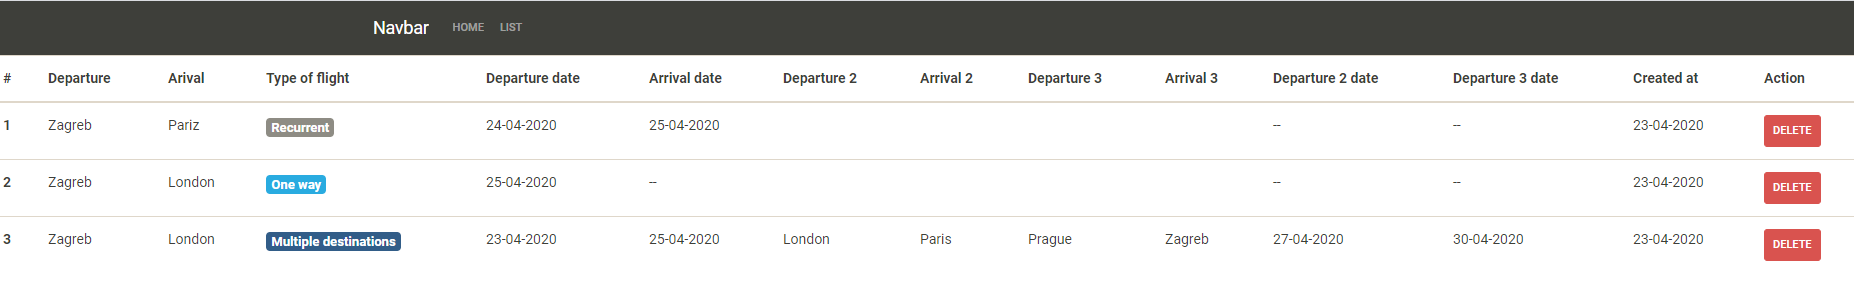 Navbar HOME LIST
# Departure Arival Type of flight Departure date Arrival date Departure 2 Arrival 2 Departure 3 Arrival 3 Departure 2 date Departure 3 date Created at Action
1 Zagreb Pariz Recurrent 24-04-2020 25-04-2020 -- -- 23-04-2020 DELETE
2 Zagreb London One way 25-04-2020 -- -- -- 23-04-2020 DELETE
3 Zagreb London Multiple destinations 23-04-2020 25-04-2020 London Paris Prague Zagreb 27-04-2020 30-04-2020 23-04-2020 DELETE